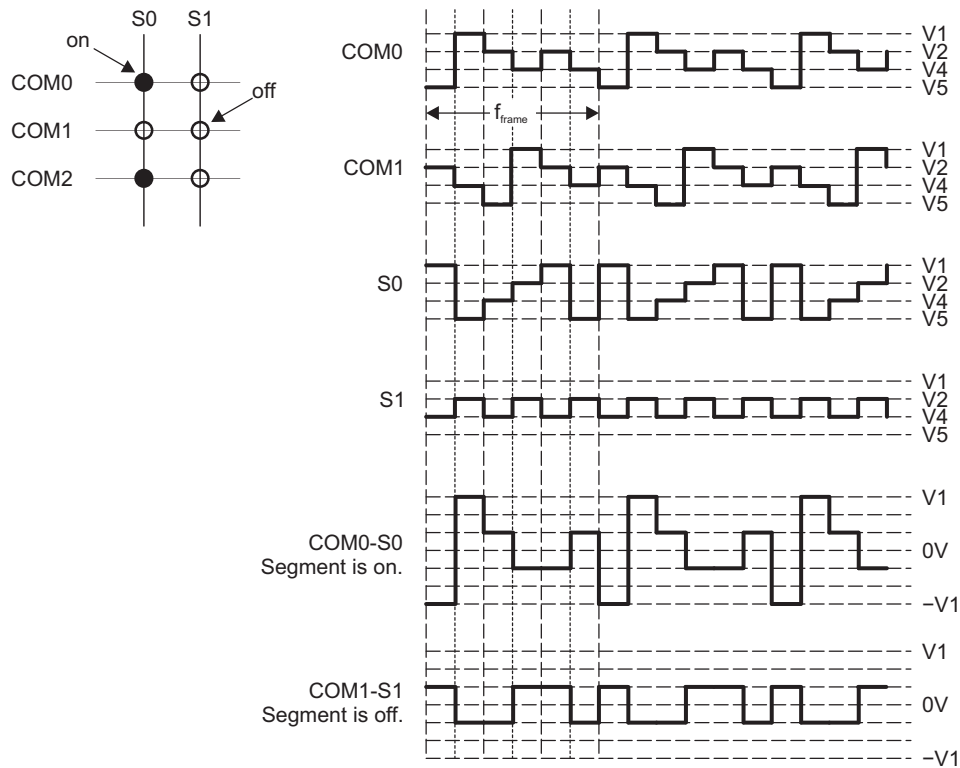 S0 S1
on
COM0
off
COM1
COM2
COM0
V1
V2
V4
V5
fframe
COM1
V1
V2
V4
V5
S0
V1
V2
V4
V5
S1
V1
V2
V4
V5
COM0-S0
Segment is on.
V1
0V
−V1
COM1-S1
Segment is off.
V1
0V
−V1